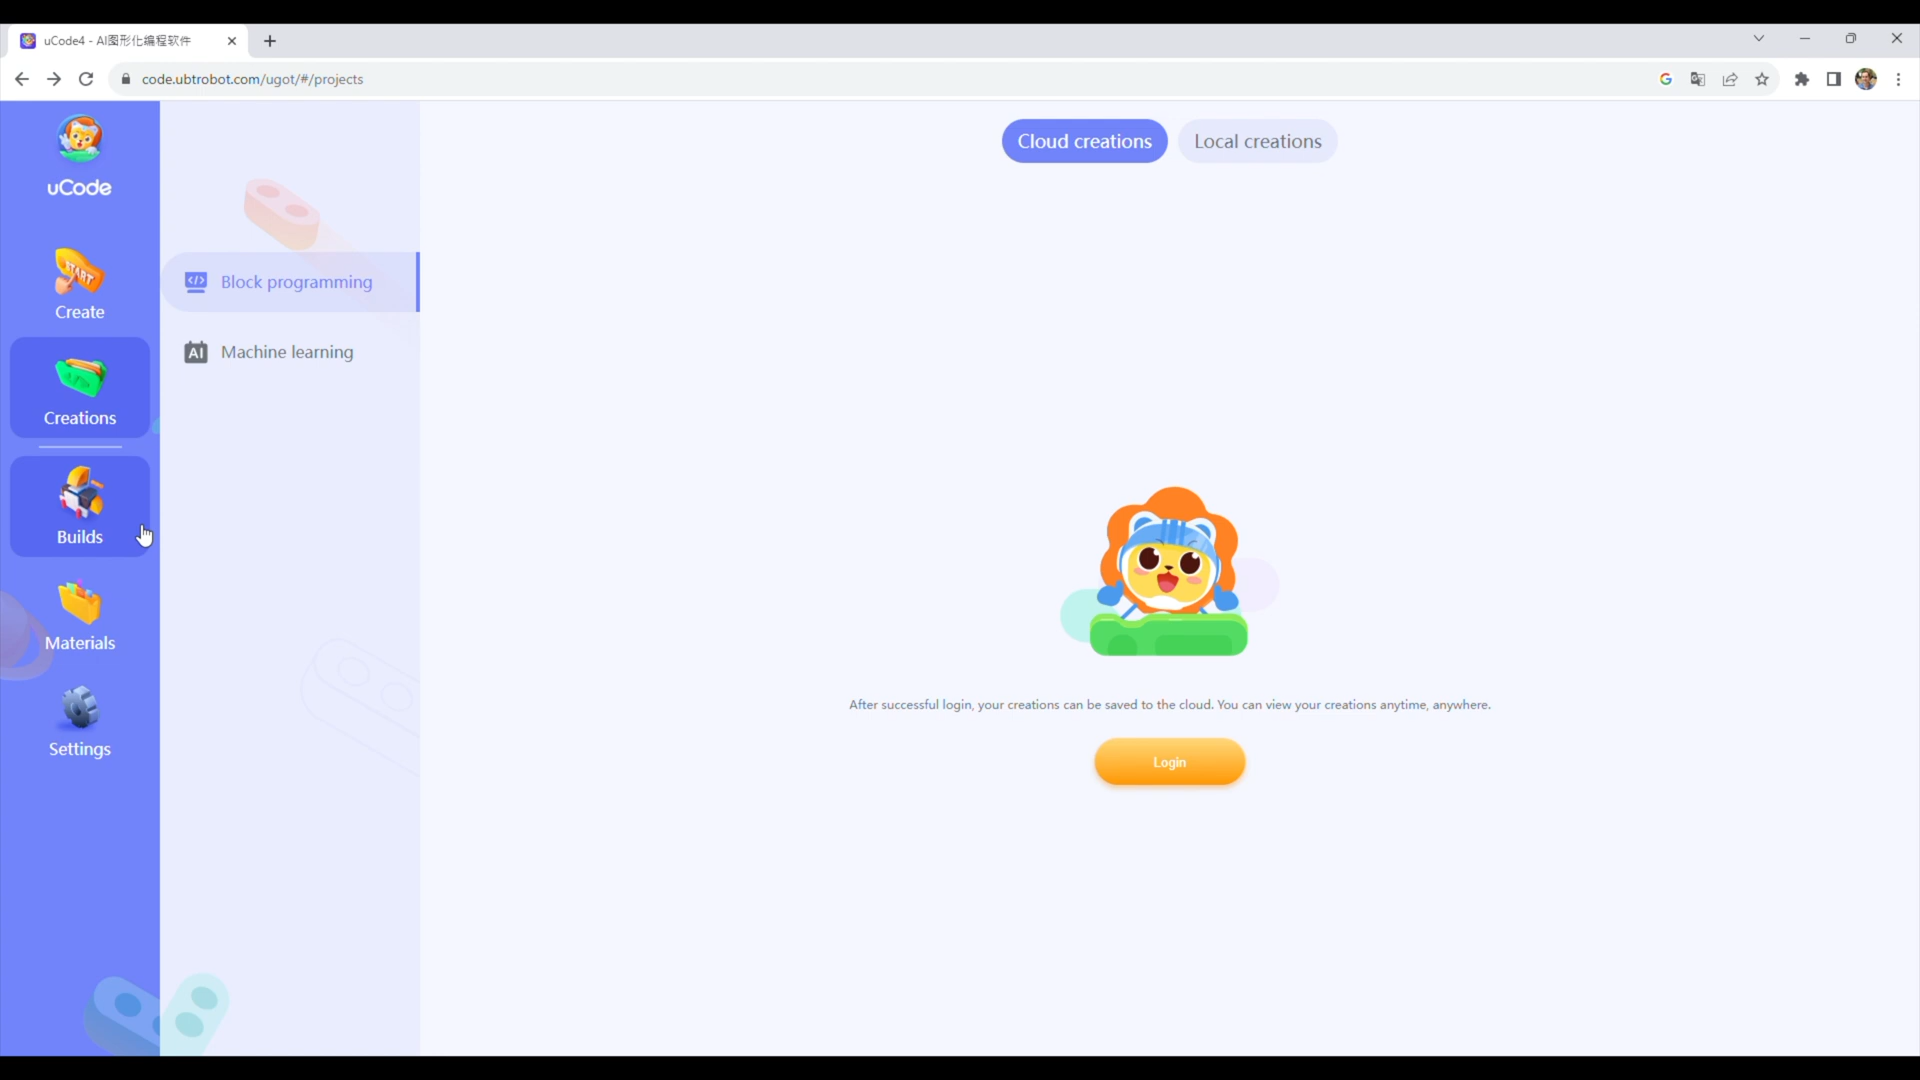 uCode4 - AI图形化编程软件
code.ubtrobot.com/ugot/#/projects
uCode
START
Create
Creations
Builds
Materials
Settings
Block programming
AI
Machine learning
Cloud creations
Local creations
After successful login, your creations can be saved to the cloud. You can view your creations anytime, anywhere.
Login